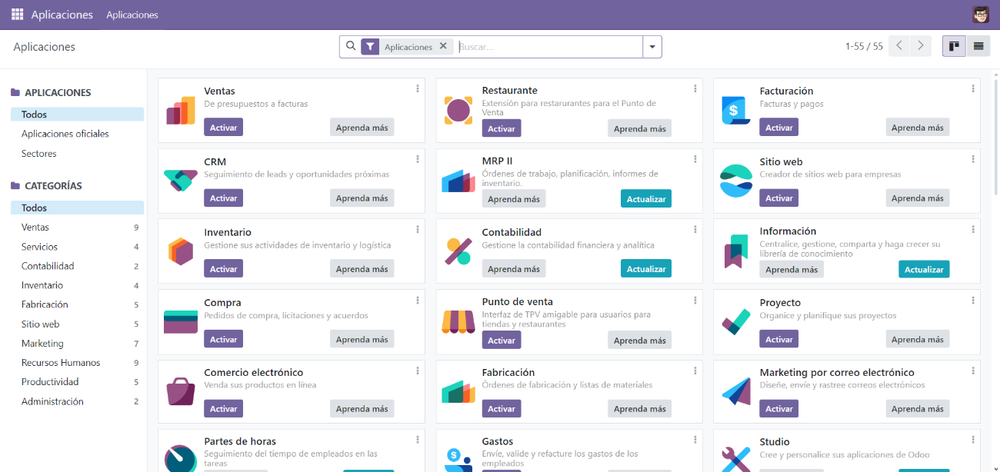 Aplicaciones Aplicaciones
Aplicaciones
Aplicaciones
Buscar...
1-55 / 55
APLICACIONES
Todos
Aplicaciones oficiales
Sectores
CATEGORÍAS
Todos
Ventas 9
Servicios 4
Contabilidad 2
Inventario 4
Fabricación 5
Sitio web 5
Marketing 7
Recursos Humanos 9
Productividad 5
Administración 2
Ventas
De presupuestos a facturas
Activar Aprenda más
Restaurante
Extensión para restarurantes para el Punto de
Venta
Activar Aprenda más
Facturación
Facturas y pagos
Activar Aprenda más
CRM
Seguimiento de leads y oportunidades próximas
Activar Aprenda más
MRP II
Órdenes de trabajo, planificación, informes de
inventario.
Aprenda más Actualizar
Sitio web
Creador de sitios web para empresas
Activar Aprenda más
Inventario
Gestione sus actividades de inventario y logística
Activar Aprenda más
Contabilidad
Gestione la contabilidad financiera y analítica
Aprenda más Actualizar
Información
Centralice, gestione, comparta y haga crecer su
librería de conocimiento
Aprenda más Actualizar
Compra
Pedidos de compra, licitaciones y acuerdos
Activar Aprenda más
Punto de venta
Interfaz de TPV amigable para usuarios para
tiendas y restaurantes
Activar Aprenda más
Proyecto
Organice y planifique sus proyectos
Activar Aprenda más
Comercio electrónico
Venda sus productos en línea
Activar Aprenda más
Fabricación
Órdenes de fabricación y listas de materiales
Activar Aprenda más
Marketing por correo electrónico
Diseñe, envíe y rastree correos electrónicos
Activar Aprenda más
Partes de horas
Seguimiento del tiempo de empleados en las
tareas
Gastos
Envíe, valide y refacture los gastos de los
empleados
Studio
Cree y personalice sus aplicaciones de Odoo